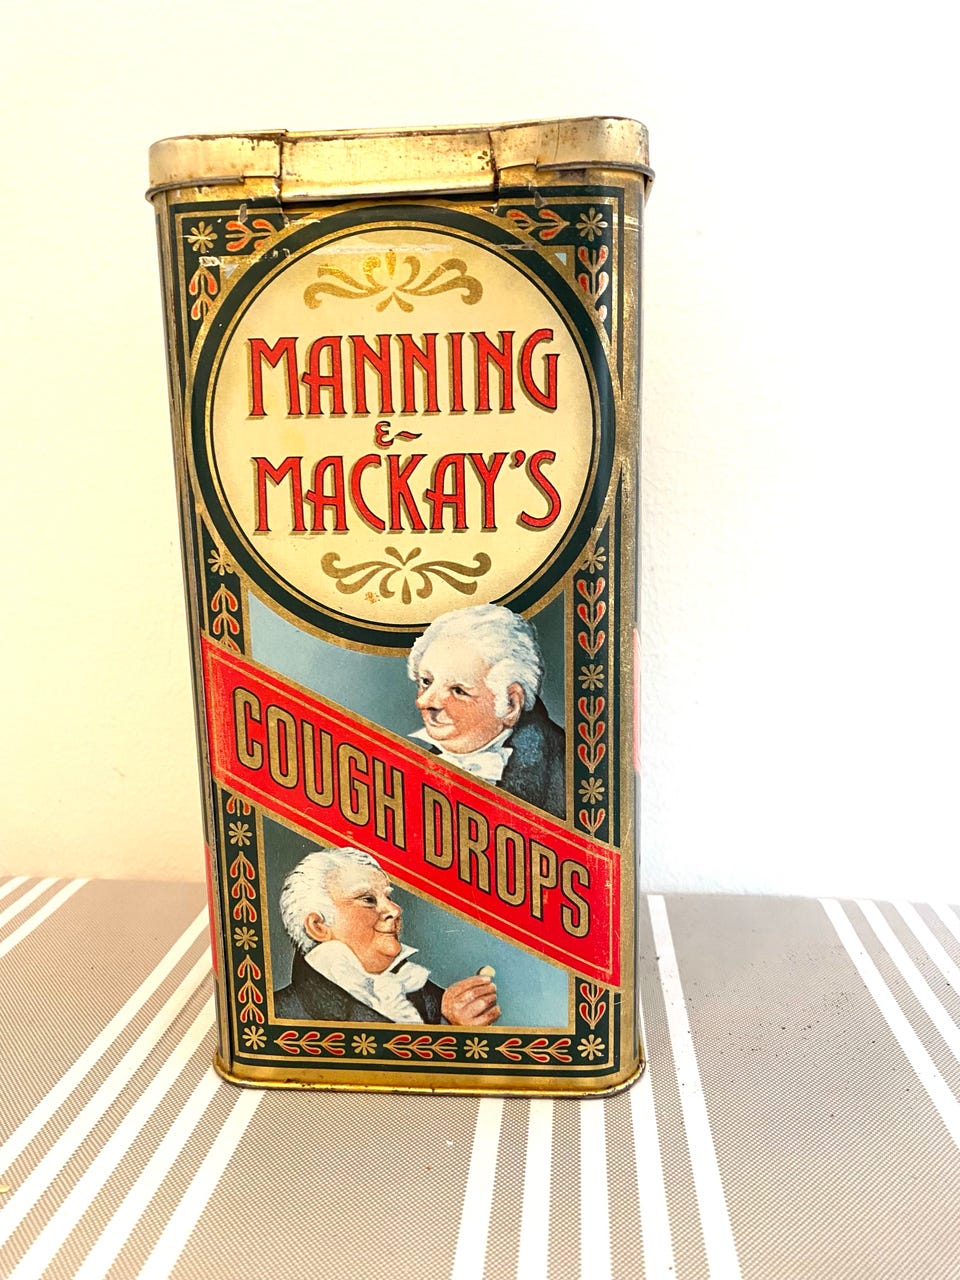 MANNING
&
MACKAY'S
COUGH DROPS